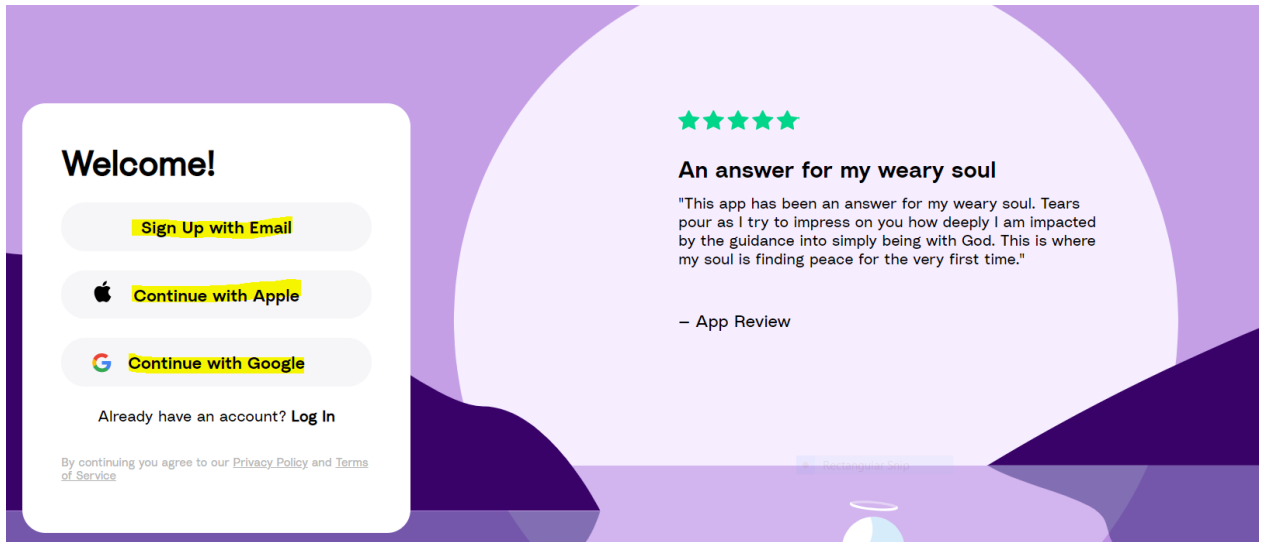 Welcome!
Sign Up with Email
Continue with Apple
Continue with Google
Already have an account? Log In
By continuing you agree to our Privacy Policy and Terms
of Service
An answer for my weary soul
"This app has been an answer for my weary soul. Tears
pour as I try to impress on you how deeply I am impacted
by the guidance into simply being with God. This is where
my soul is finding peace for the very first time."
– App Review
Rectangular Snip